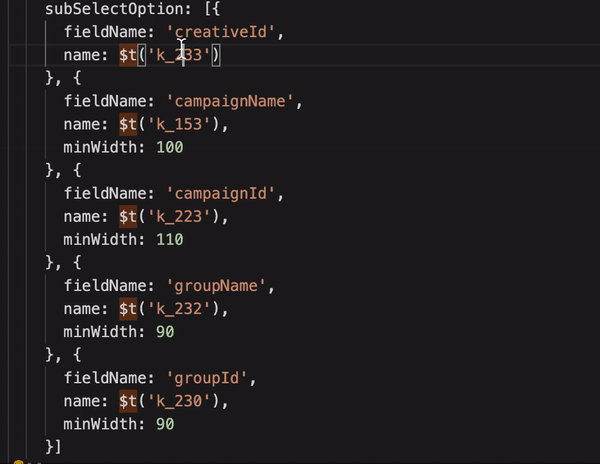 subSelectOption: [{
fieldName: 'creativeId',
name: $t('k_233')
}, {
fieldName: 'campaignName',
name: $t('k_153'),
minWidth: 100
}, {
fieldName: 'campaignId',
name: $t('k_223'),
minWidth: 110
}, {
fieldName: 'groupName',
name: $t('k_232'),
minWidth: 90
}, {
fieldName: 'groupId',
name: $t('k_230'),
minWidth: 90
}]